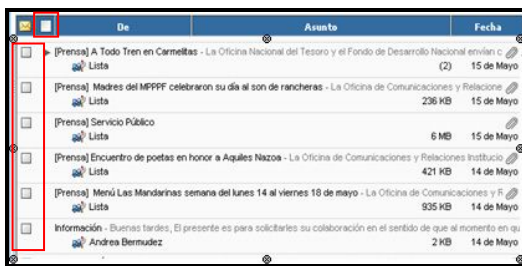 De Asunto Fecha
[Prensa] A Todo Tren en Carmelitas - La Oficina Nacional del Tesoro y el Fondo de Desarrollo Nacional envían c
Lista (2) 15 de Mayo
[Prensa] Madres del MPPPF celebraron su día al son de rancheras - La Oficina de Comunicaciones y Relacione
Lista 236 KB 15 de Mayo
[Prensa] Servicio Público
Lista 6 MB 15 de Mayo
[Prensa] Encuentro de poetas en honor a Aquiles Nazoa - La Oficina de Comunicaciones y Relaciones Institucio
Lista 421 KB 14 de Mayo
[Prensa] Menú Las Mandarinas semana del lunes 14 al viernes 18 de mayo - La Oficina de Comunicaciones y R
Lista 935 KB 14 de Mayo
Información - Buenas tardes, El presente es para solicitarles su colaboración en el sentido de que al momento en qu
Andrea Bermudez 2 KB 14 de Mayo